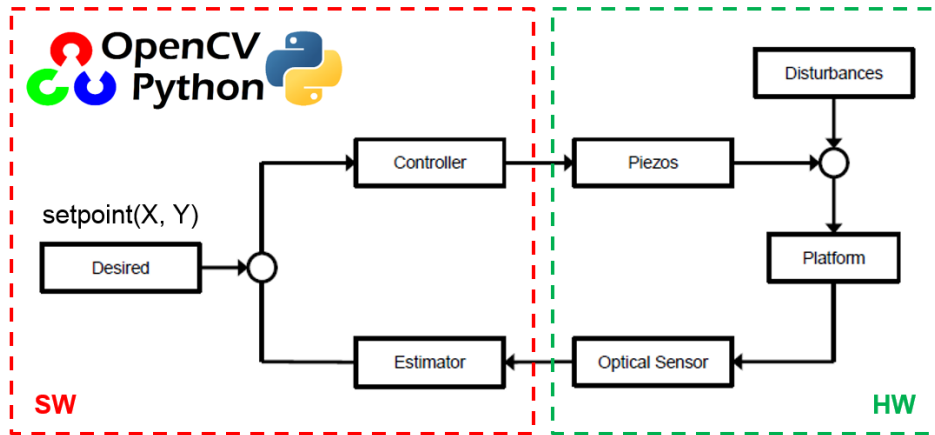 OpenCV
Python
Disturbances
Controller
Piezos
setpoint(X, Y)
Desired
Platform
Estimator
Optical Sensor
SW
HW